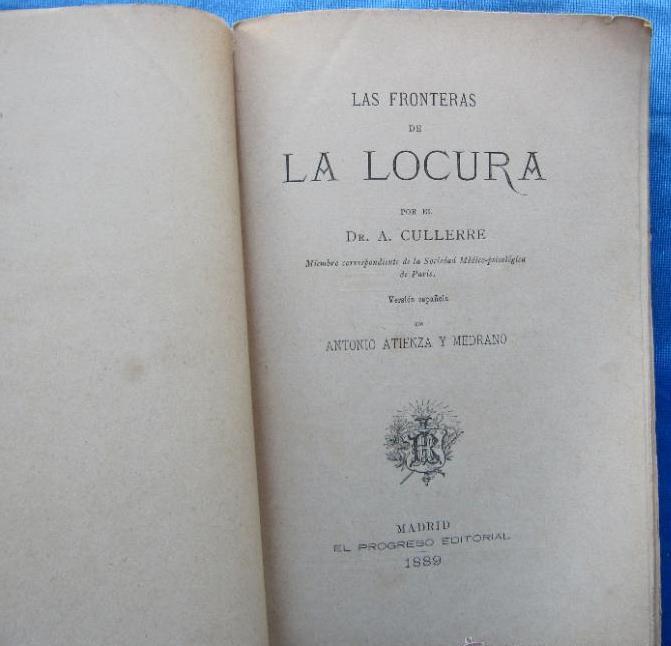 LAS FRONTERAS
DE
LA LOCURA
POR EL
DR. A. CULLERRE
Miembro correspondiente de la Sociedad Médico-psicológica
de París.
Versión española
DE
ANTONIO ATIENZA Y MEDRANO
MADRID
EL PROGRESO EDITORIAL
1889